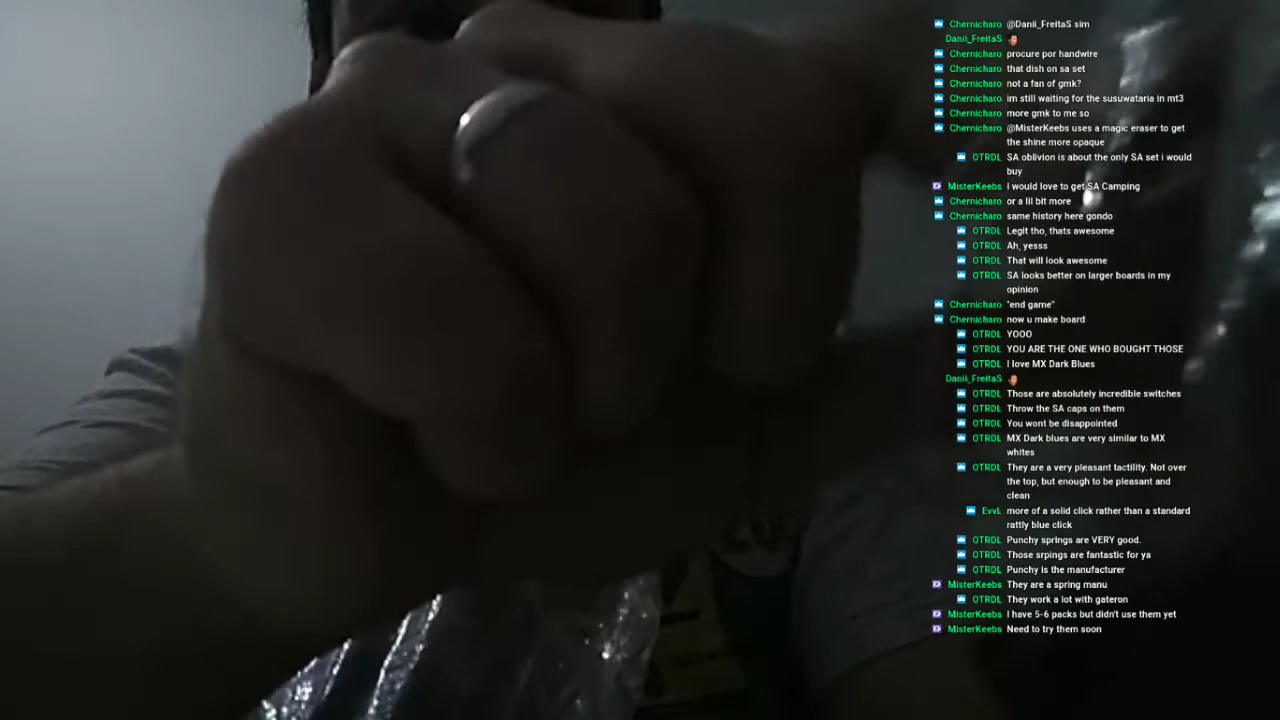 Chernicharo @Danii_FreitaS sim
Danii_FreitaS
Chernicharo procure por handwire
Chernicharo that dish on sa set
Chernicharo not a fan of gmk?
Chernicharo im still waiting for the susuwataria in mt3
Chernicharo more gmk to me so
Chernicharo @MisterKeebs uses a magic eraser to get
the shine more opaque
OTRDL SA oblivion is about the only SA set i would
buy
MisterKeebs I would love to get SA Camping
Chernicharo or a lil bit more
Chernicharo same history here gondo
OTRDL Legit tho, thats awesome
OTRDL Ah, yesss
OTRDL That will look awesome
OTRDL SA looks better on larger boards in my
opinion
Chernicharo "end game"
Chernicharo now u make board
OTRDL YOOO
OTRDL YOU ARE THE ONE WHO BOUGHT THOSE
OTRDL I love MX Dark Blues
Danii_FreitaS
OTRDL Those are absolutely incredible switches
OTRDL Throw the SA caps on them
OTRDL You wont be disappointed
OTRDL MX Dark blues are very similar to MX
whites
OTRDL They are a very pleasant tactility. Not over
the top, but enough to be pleasant and
clean
EvvL more of a solid click rather than a standard
rattly blue click
OTRDL Punchy springs are VERY good.
OTRDL Those srpings are fantastic for ya
OTRDL Punchy is the manufacturer
MisterKeebs They are a spring manu
OTRDL They work a lot with gateron
MisterKeebs I have 5-6 packs but didn't use them yet
MisterKeebs Need to try them soon